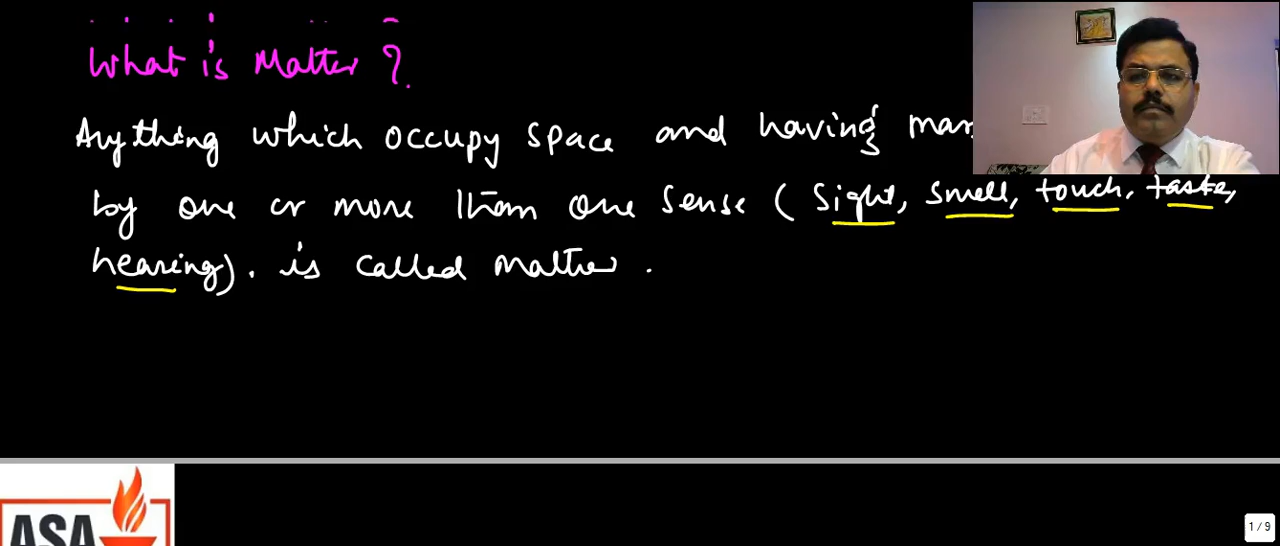 What is Matter ?
Anything which occupy space and having
by one or more than one sense ( sight, smell, touch, taste,
hearing). is called matter .
ASA
1 / 9